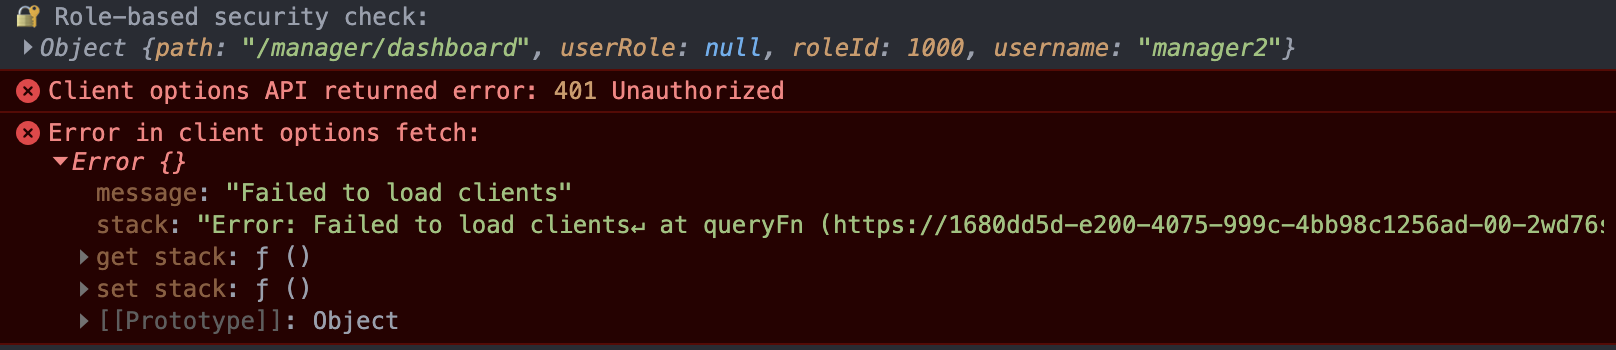 Role-based security check:
Object {path: "/manager/dashboard", userRole: null, roleId: 1000, username: "manager2"}
Client options API returned error: 401 Unauthorized
Error in client options fetch:
Error {}
message: "Failed to load clients"
stack: "Error: Failed to load clients↵ at queryFn (https://1680dd5d-e200-4075-999c-4bb98c1256ad-00-2wd76s
get stack: ƒ ()
set stack: ƒ ()
[[Prototype]]: Object